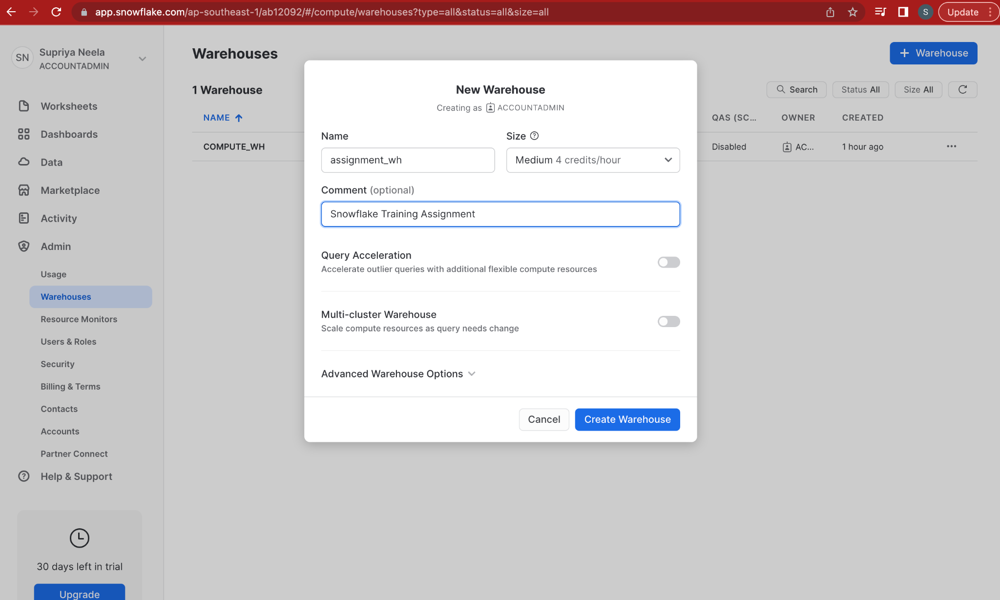 app.snowflake.com/ap-southeast-1/ab12092/#/compute/warehouses?type=all&status=all&size=all
S
Update
SN
Supriya Neela
ACCOUNTADMIN
Worksheets
Dashboards
Data
Marketplace
Activity
Admin
Usage
Warehouses
Resource Monitors
Users & Roles
Security
Billing & Terms
Contacts
Accounts
Partner Connect
Help & Support
30 days left in trial
Upgrade
Warehouses
+ Warehouse
1 Warehouse
Search
Status All
Size All
NAME
QAS (SC...
OWNER
CREATED
COMPUTE_WH
Disabled
AC...
1 hour ago
New Warehouse
Creating as ACCOUNTADMIN
Name
Size
assignment_wh
Medium 4 credits/hour
Comment (optional)
Snowflake Training Assignment
Query Acceleration
Accelerate outlier queries with additional flexible compute resources
Multi-cluster Warehouse
Scale compute resources as query needs change
Advanced Warehouse Options
Cancel
Create Warehouse